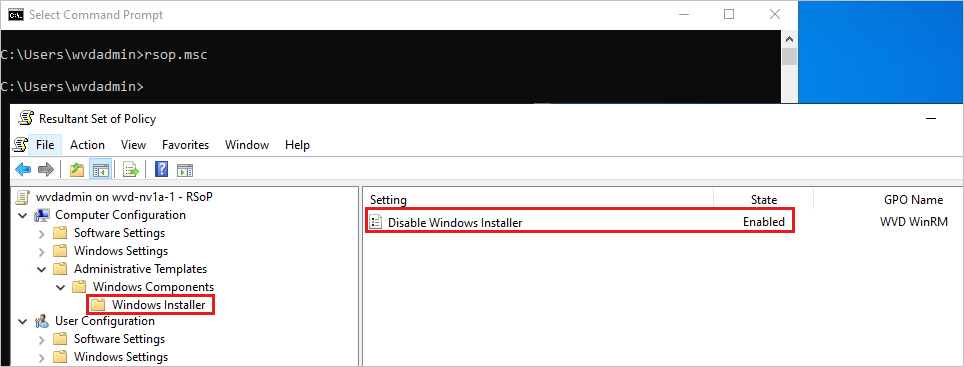 Select Command Prompt
C:\Users\wvdadmin>rsop.msc
C:\Users\wvdadmin>
Resultant Set of Policy
File Action View Favorites Window Help
wvdadmin on wvd-nv1a-1 - RSoP
Computer Configuration
Software Settings
Windows Settings
Administrative Templates
Windows Components
Windows Installer
User Configuration
Software Settings
Windows Settings
Setting State GPO Name
Disable Windows Installer Enabled WVD WinRM